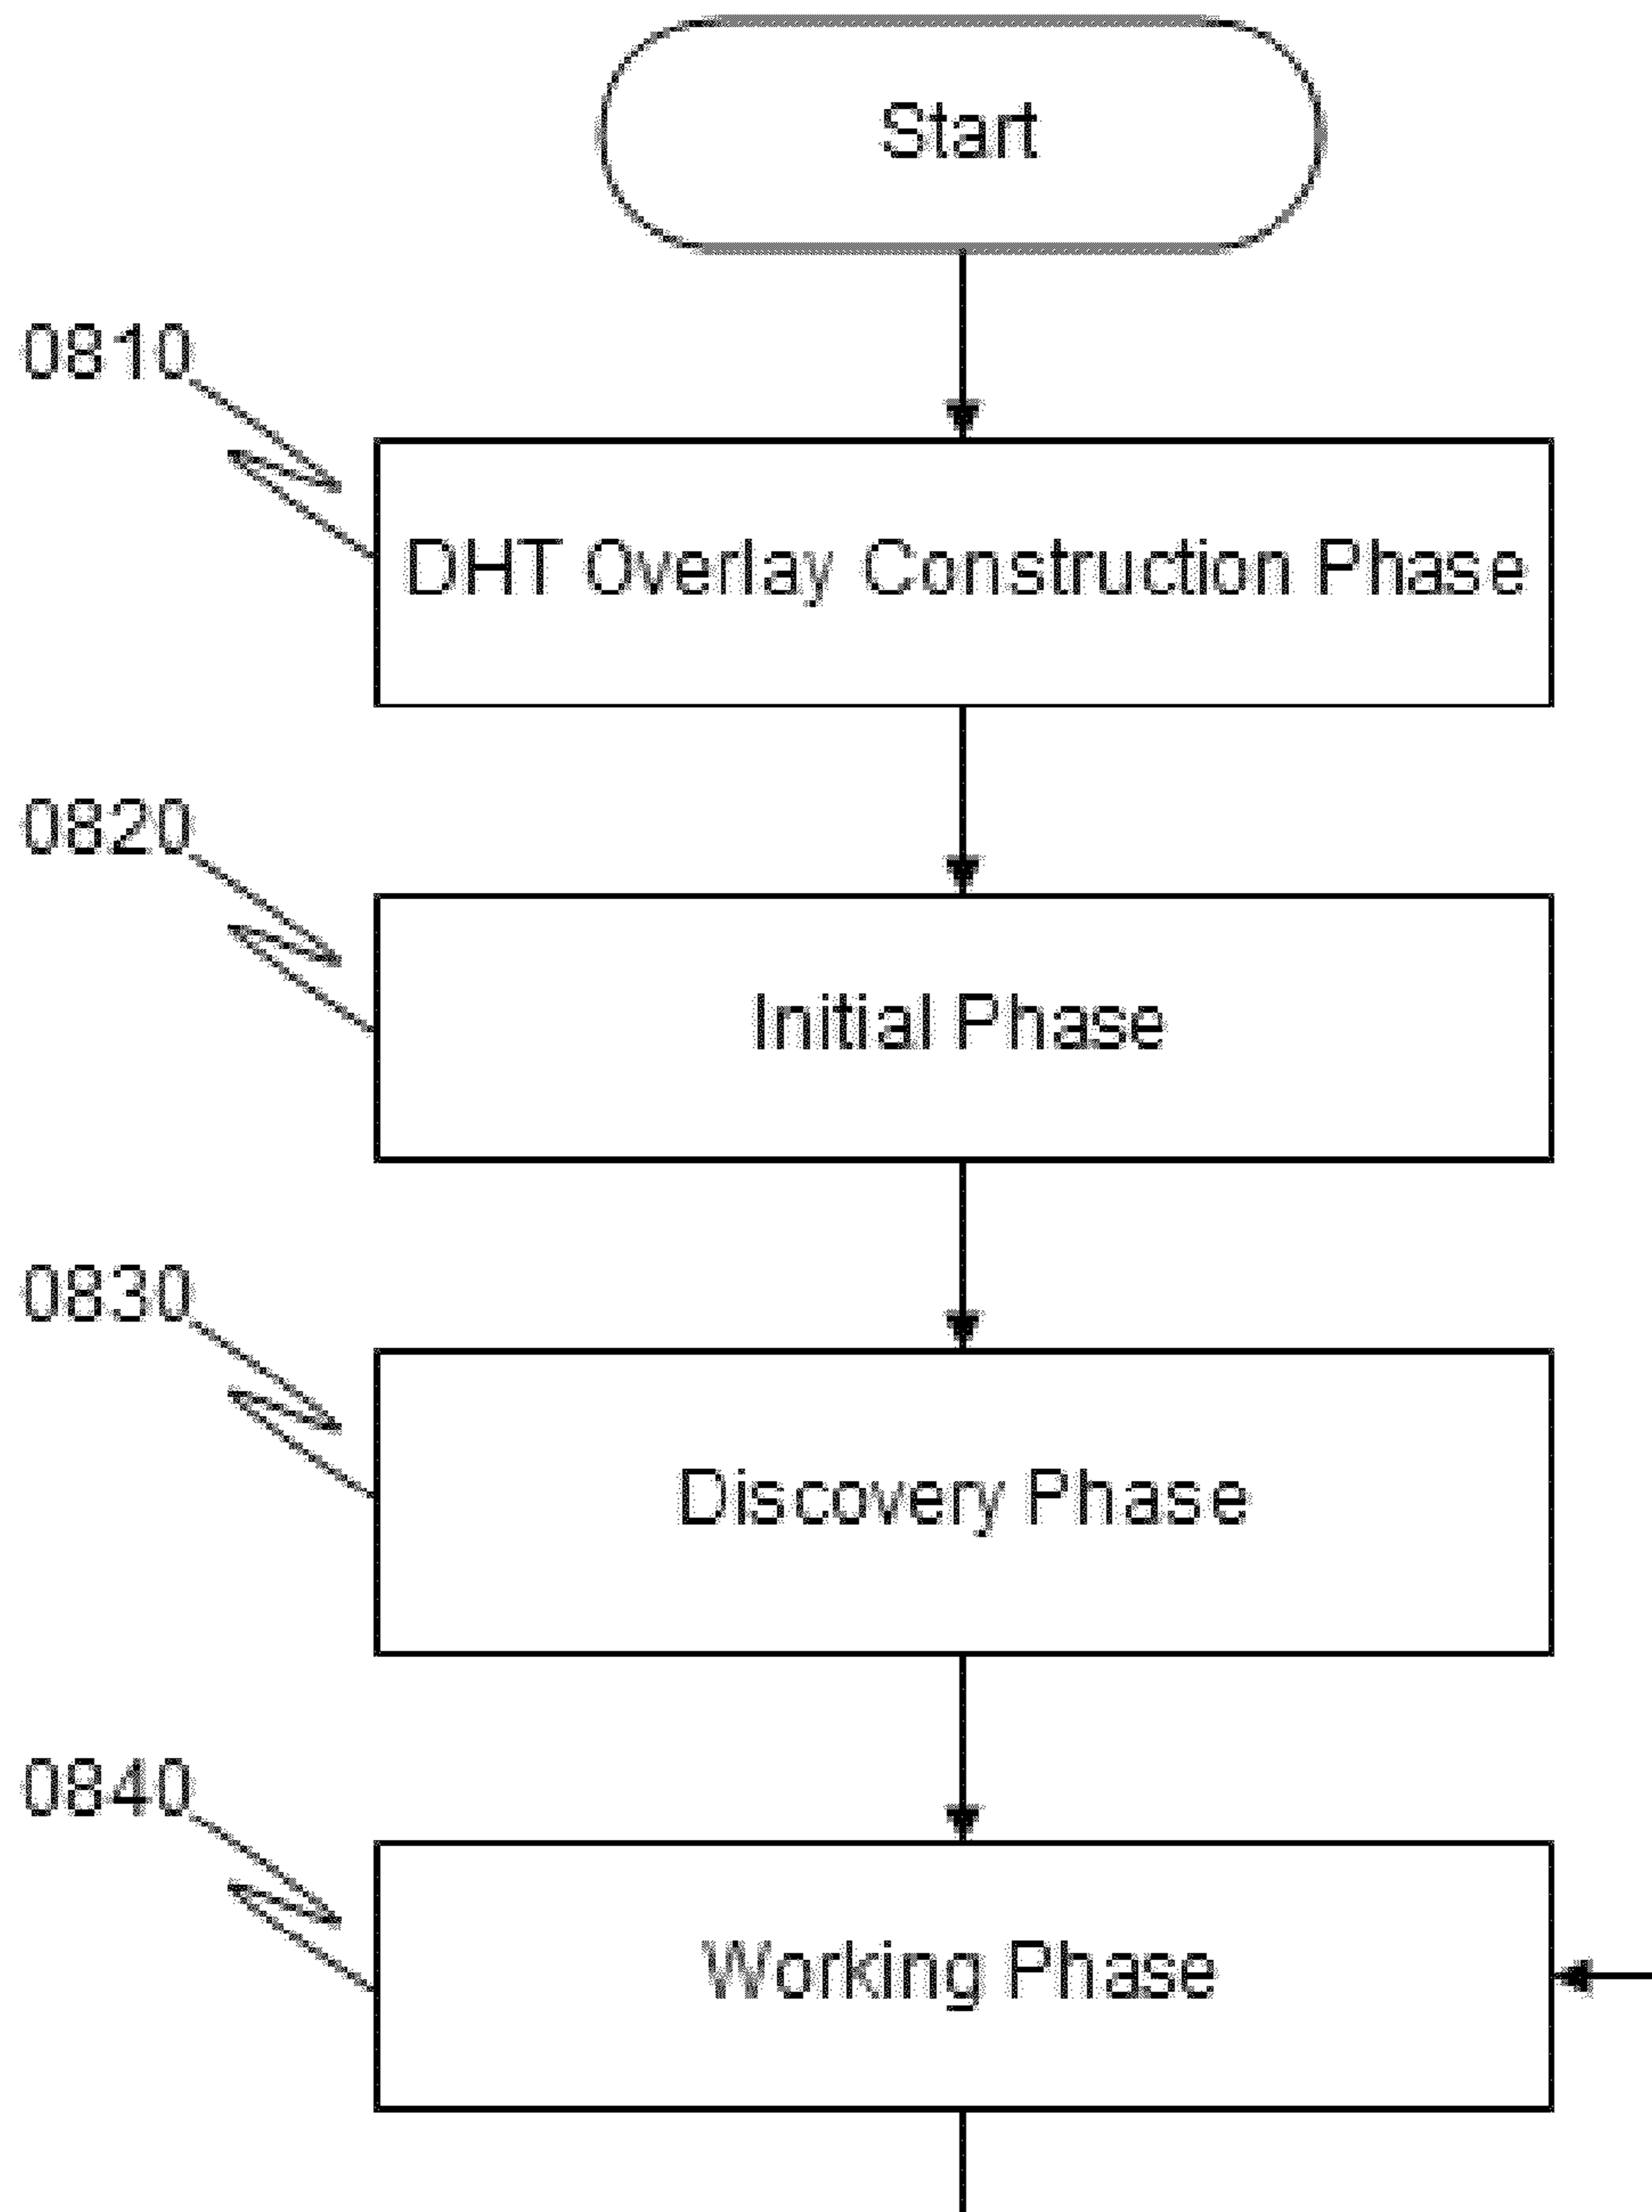 Start
0810
DHT Overlay Construction Phase
0820
Initial Phase
0830
Discovery Phase
0840
Working Phase